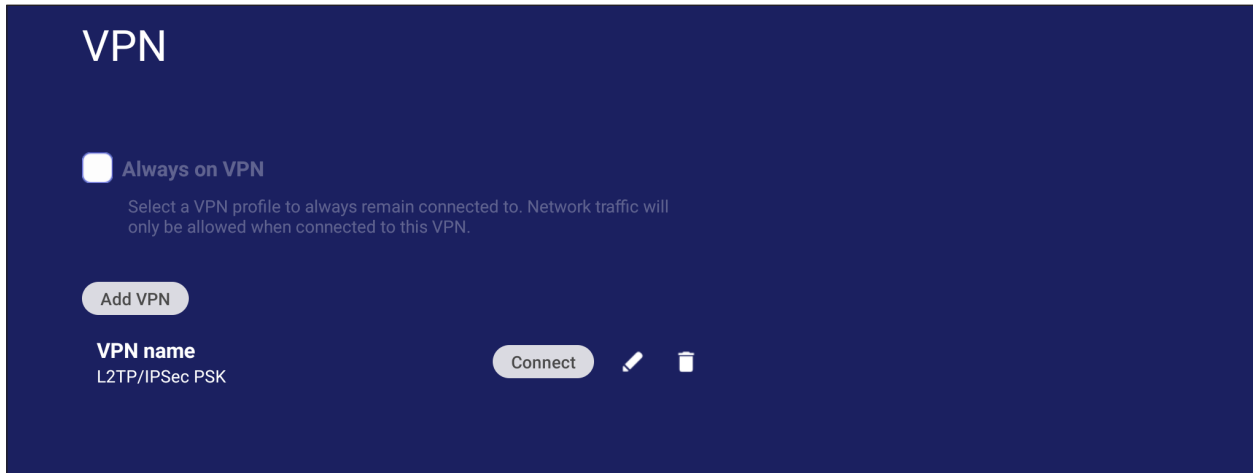 VPN
Always on VPN
Select a VPN profile to always remain connected to. Network traffic will
only be allowed when connected to this VPN.
Add VPN
VPN name
Connect
L2TP/IPSec PSK